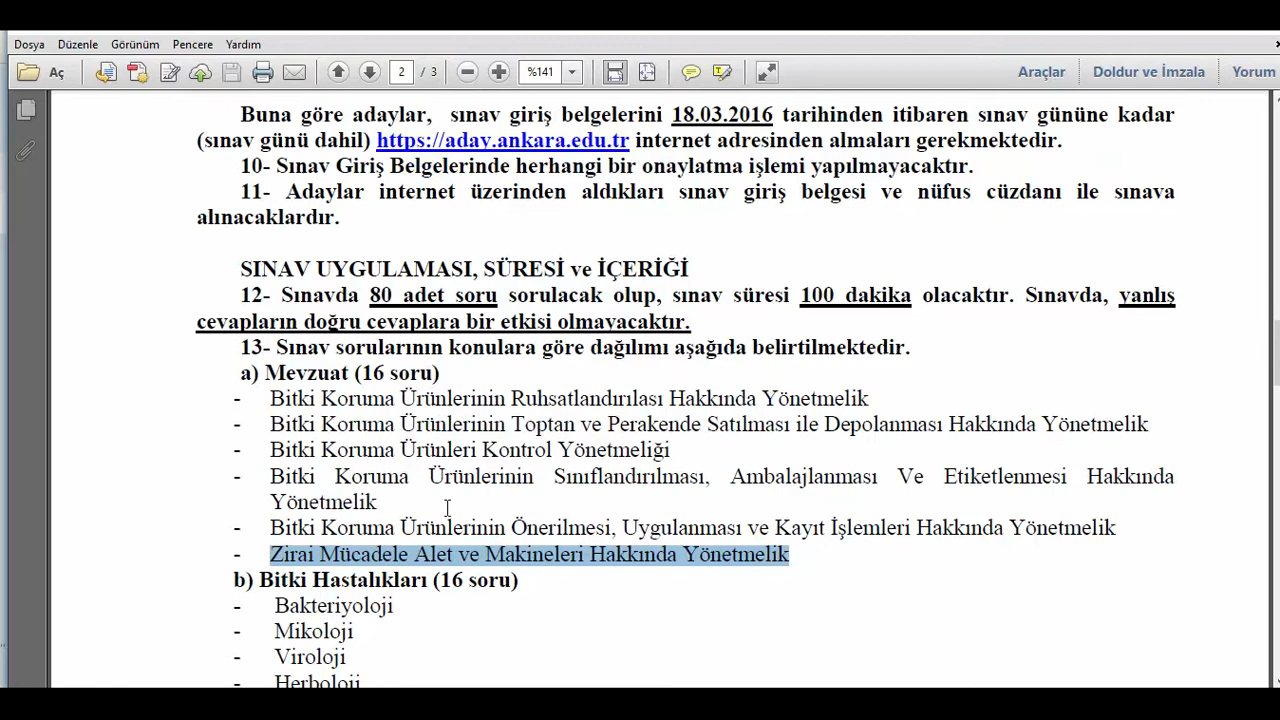 Dosya Düzenle Görünüm Pencere Yardım
Aç 2 / 3 %141 Araçlar Doldur ve İmzala Yorum
Buna göre adaylar, sınav giriş belgelerini 18.03.2016 tarihinden itibaren sınav gününe kadar
(sınav günü dahil) https://aday.ankara.edu.tr internet adresinden almaları gerekmektedir.
10- Sınav Giriş Belgelerinde herhangi bir onaylatma işlemi yapılmayacaktır.
11- Adaylar internet üzerinden aldıkları sınav giriş belgesi ve nüfus cüzdanı ile sınava
alınacaklardır.
SINAV UYGULAMASI, SÜRESİ ve İÇERİĞİ
12- Sınavda 80 adet soru sorulacak olup, sınav süresi 100 dakika olacaktır. Sınavda, yanlış
cevapların doğru cevaplara bir etkisi olmayacaktır.
13- Sınav sorularının konulara göre dağılımı aşağıda belirtilmektedir.
a) Mevzuat (16 soru)
- Bitki Koruma Ürünlerinin Ruhsatlandırılası Hakkında Yönetmelik
- Bitki Koruma Ürünlerinin Toptan ve Perakende Satılması ile Depolanması Hakkında Yönetmelik
- Bitki Koruma Ürünleri Kontrol Yönetmeliği
- Bitki Koruma Ürünlerinin Sınıflandırılması, Ambalajlanması Ve Etiketlenmesi Hakkında
Yönetmelik
- Bitki Koruma Ürünlerinin Önerilmesi, Uygulanması ve Kayıt İşlemleri Hakkında Yönetmelik
- Zirai Mücadele Alet ve Makineleri Hakkında Yönetmelik
b) Bitki Hastalıkları (16 soru)
- Bakteriyoloji
- Mikoloji
- Viroloji
- Herboloji